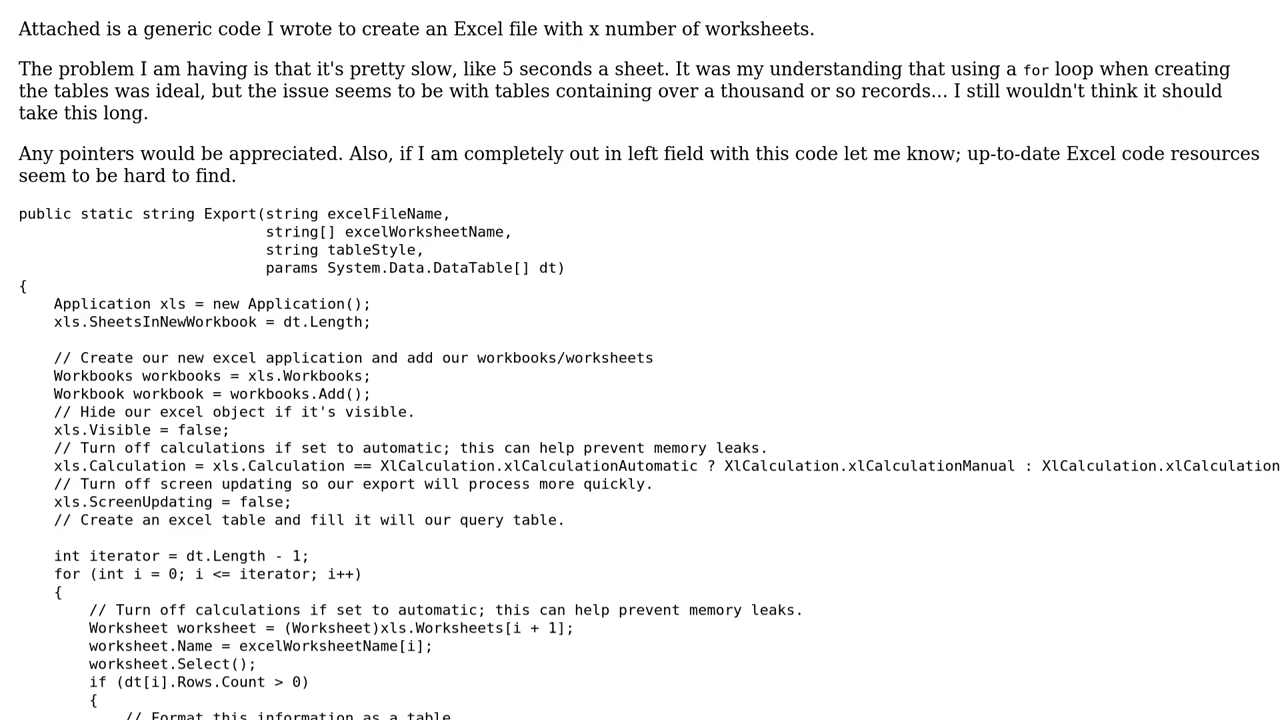 Attached is a generic code I wrote to create an Excel file with x number of worksheets.
The problem I am having is that it's pretty slow, like 5 seconds a sheet. It was my understanding that using a for loop when creating
the tables was ideal, but the issue seems to be with tables containing over a thousand or so records... I still wouldn't think it should
take this long.
Any pointers would be appreciated. Also, if I am completely out in left field with this code let me know; up-to-date Excel code resources
seem to be hard to find.
public static string Export(string excelFileName,
                            string[] excelWorksheetName,
                            string tableStyle,
                            params System.Data.DataTable[] dt)
{
    Application xls = new Application();
    xls.SheetsInNewWorkbook = dt.Length;

    // Create our new excel application and add our workbooks/worksheets
    Workbooks workbooks = xls.Workbooks;
    Workbook workbook = workbooks.Add();
    // Hide our excel object if it's visible.
    xls.Visible = false;
    // Turn off calculations if set to automatic; this can help prevent memory leaks.
    xls.Calculation = xls.Calculation == XlCalculation.xlCalculationAutomatic ? XlCalculation.xlCalculationManual : XlCalculation.xlCalculation
    // Turn off screen updating so our export will process more quickly.
    xls.ScreenUpdating = false;
    // Create an excel table and fill it will our query table.

    int iterator = dt.Length - 1;
    for (int i = 0; i <= iterator; i++)
    {
        // Turn off calculations if set to automatic; this can help prevent memory leaks.
        Worksheet worksheet = (Worksheet)xls.Worksheets[i + 1];
        worksheet.Name = excelWorksheetName[i];
        worksheet.Select();
        if (dt[i].Rows.Count > 0)
        {
            // Format this information as a table